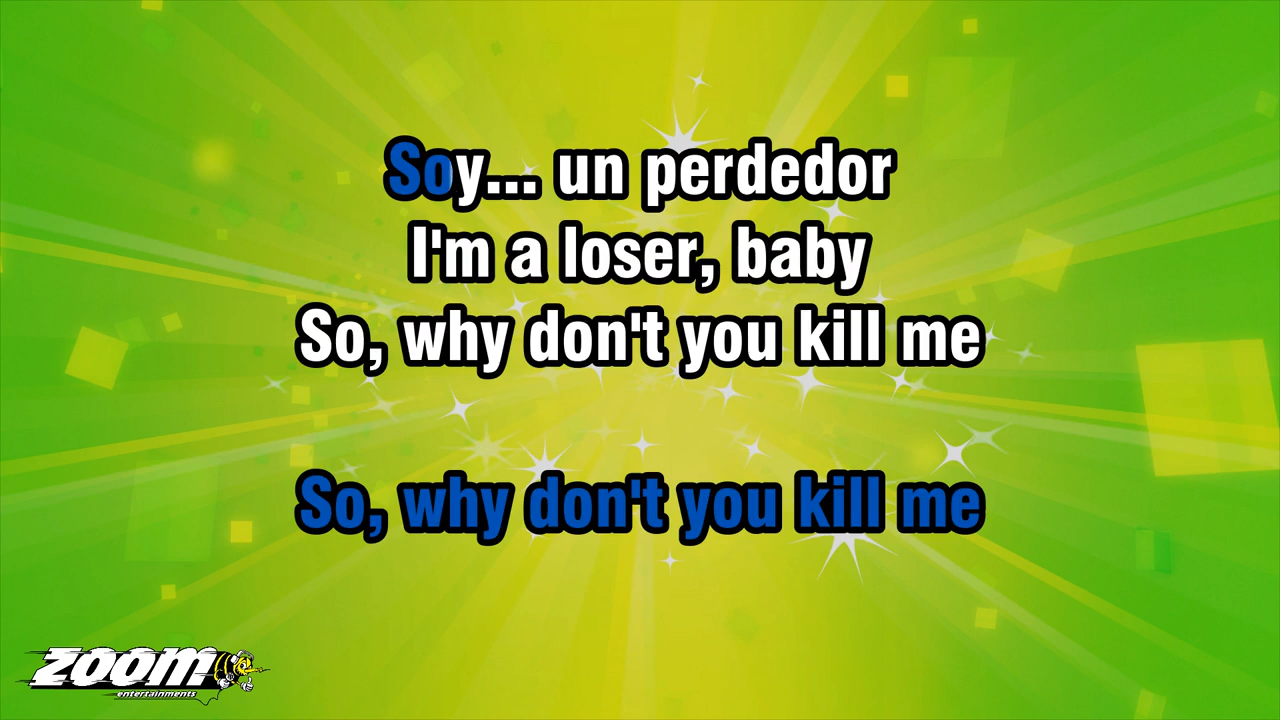 Soy... un perdedor
I'm a loser, baby
So, why don't you kill me
So, why don't you kill me
zoom
entertainments